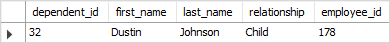 dependent_id first_name last_name relationship employee_id
32 Dustin Johnson Child 178